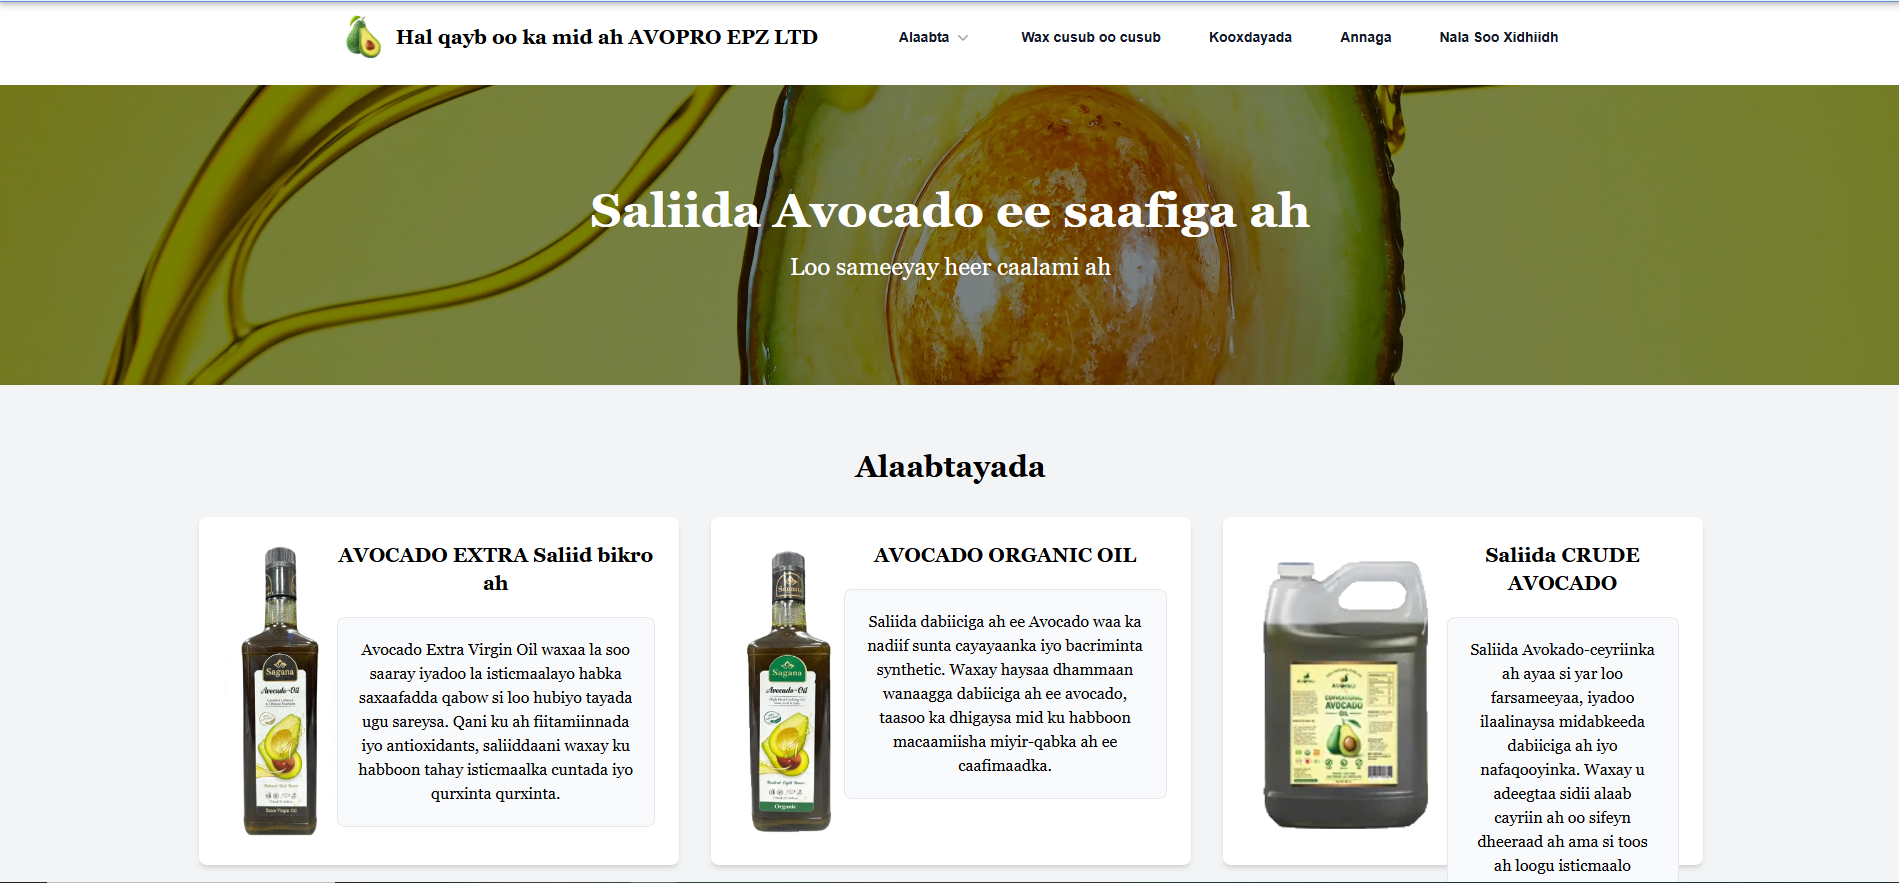 Hal qayb oo ka mid ah AVOPRO EPZ LTD
Alaabta
Wax cusub oo cusub
Kooxdayada
Annaga
Nala Soo Xidhiidh
Saliida Avocado ee saafiga ah
Loo sameeyay heer caalami ah
Alaabtayada
AVOCADO EXTRA Saliid bikro
ah
Avocado Extra Virgin Oil waxaa la soo
saaray iyadoo la isticmaalayo habka
saxaafadda qabow si loo hubiyo tayada
ugu sareysa. Qani ku ah fiitamiinnada
iyo antioxidants, saliiddaani waxay ku
habboon tahay isticmaalka cuntada iyo
qurxinta qurxinta.
Sagana
Avocado-Oil
Extra Virgin Oil
AVOCADO ORGANIC OIL
Saliida dabiiciga ah ee Avocado waa ka
nadiif sunta cayayaanka iyo bacriminta
synthetic. Waxay haysaa dhammaan
wanaagga dabiiciga ah ee avocado,
taasoo ka dhigaysa mid ku habboon
macaamiisha miyir-qabka ah ee
caafimaadka.
Sagana
Sagana
Avocado-Oil
Organic
Saliida CRUDE
AVOCADO
Saliida Avokado-ceyriinka
ah ayaa si yar loo
farsameeyaa, iyadoo
ilaalinaysa midabkeeda
dabiiciga ah iyo
nafaqooyinka. Waxay u
adeegtaa sidii alaab
cayriin ah oo sifeyn
dheeraad ah ama si toos
ah loogu isticmaalo
AVOPRO
CONVENTIONAL
AVOCADO
OIL